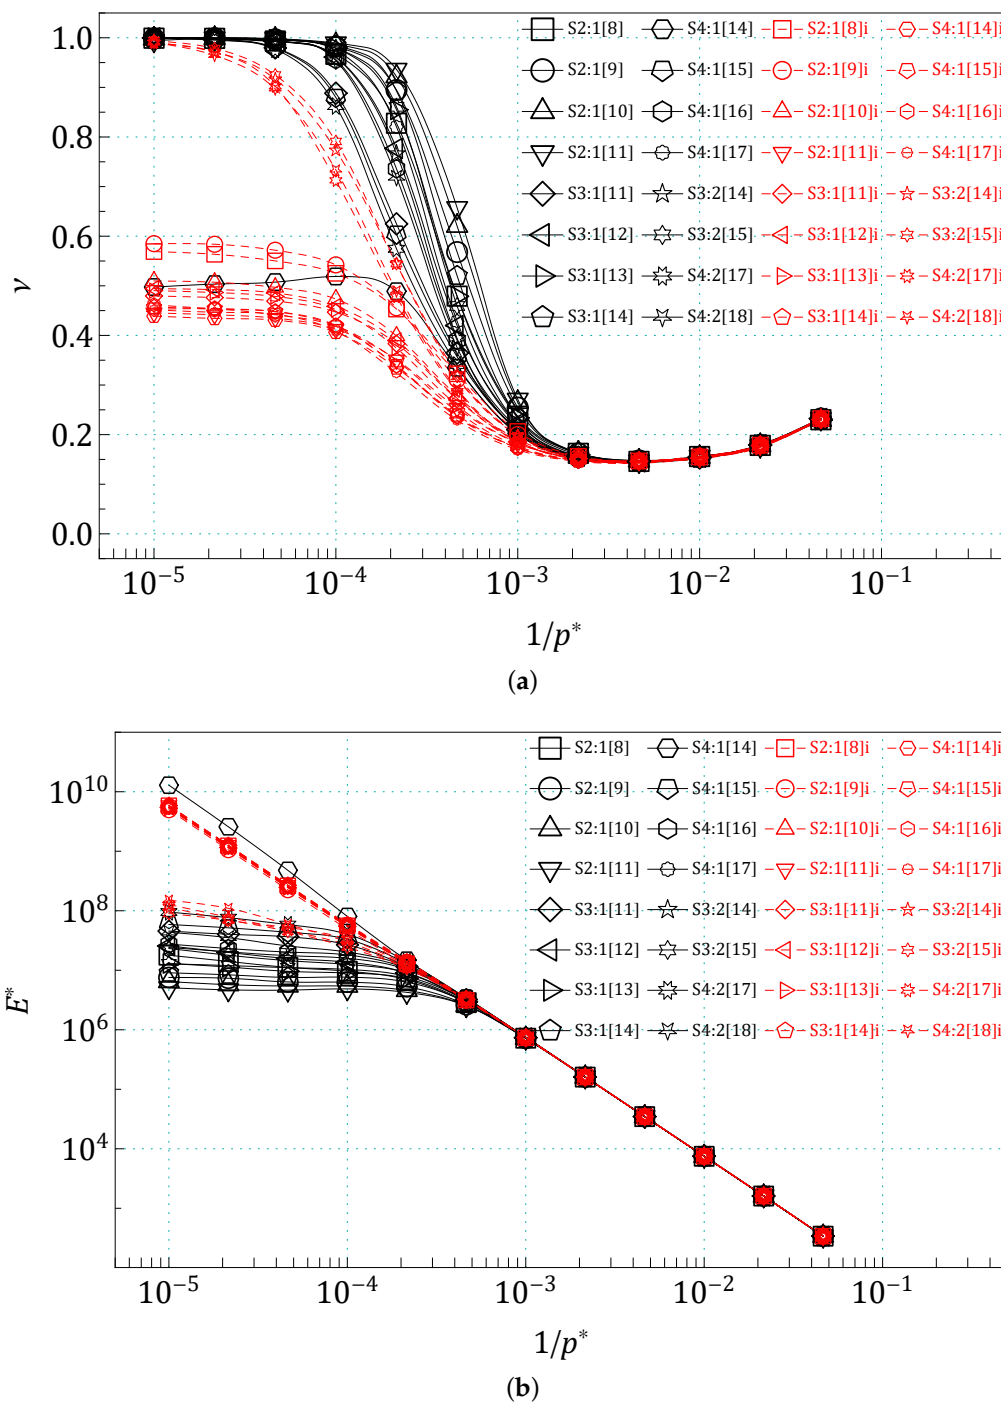 1.0
0.8
0.6
0.4
0.2
0.0
ν
S2:1[8] S4:1[14] S2:1[8]i S4:1[14]i
S2:1[9] S4:1[15] S2:1[9]i S4:1[15]i
S2:1[10] S4:1[16] S2:1[10]i S4:1[16]i
S2:1[11] S4:1[17] S2:1[11]i S4:1[17]i
S3:1[11] S3:2[14] S3:1[11]i S3:2[14]i
S3:1[12] S3:2[15] S3:1[12]i S3:2[15]i
S3:1[13] S4:2[17] S3:1[13]i S4:2[17]i
S3:1[14] S4:2[18] S3:1[14]i S4:2[18]i
10⁻⁵ 10⁻⁴ 10⁻³ 10⁻² 10⁻¹
1/p*
(a)
10¹⁰
10⁸
10⁶
10⁴
E*
S2:1[8] S4:1[14] S2:1[8]i S4:1[14]i
S2:1[9] S4:1[15] S2:1[9]i S4:1[15]i
S2:1[10] S4:1[16] S2:1[10]i S4:1[16]i
S2:1[11] S4:1[17] S2:1[11]i S4:1[17]i
S3:1[11] S3:2[14] S3:1[11]i S3:2[14]i
S3:1[12] S3:2[15] S3:1[12]i S3:2[15]i
S3:1[13] S4:2[17] S3:1[13]i S4:2[17]i
S3:1[14] S4:2[18] S3:1[14]i S4:2[18]i
10⁻⁵ 10⁻⁴ 10⁻³ 10⁻² 10⁻¹
1/p*
(b)